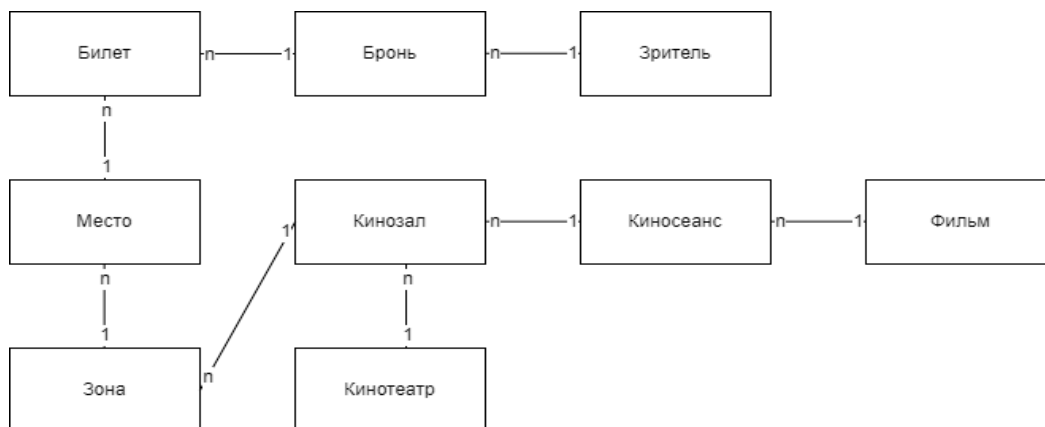 Билет n 1 Бронь n 1 Зритель
n
1
Место Кинозал n 1 Киносеанс n 1 Фильм
1
n n
1 1
n
Зона Кинотеатр